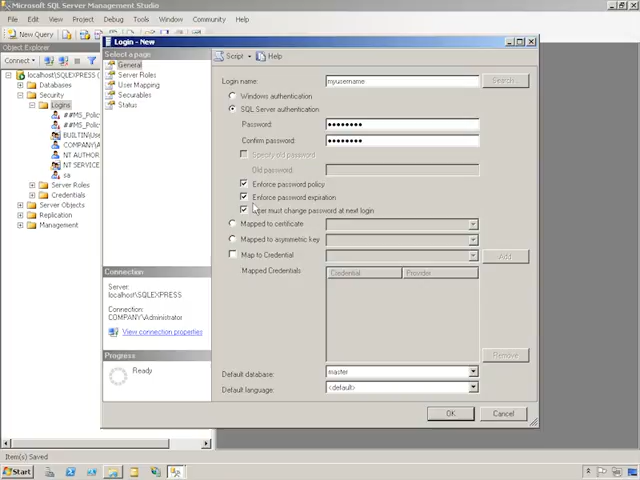 Microsoft SQL Server Management Studio
File Edit View Project Debug Tools Window Community Help
New Query
Object Explorer
Connect
localhost\SQLEXPRESS (
Databases
Security
Logins
##MS_Polic
##MS_Polic
BUILTIN\Use
COMPANY\A
NT AUTHOR
NT SERVICE
sa
Server Roles
Credentials
Server Objects
Replication
Management
Login - New
Select a page
General
Server Roles
User Mapping
Securables
Status
Script Help
Login name: myusername Search...
Windows authentication
SQL Server authentication
Password: ••••••••
Confirm password: ••••••••
Specify old password
Old password:
Enforce password policy
Enforce password expiration
User must change password at next login
Mapped to certificate
Mapped to asymmetric key
Map to Credential Add
Mapped Credentials Credential Provider
Remove
Default database: master
Default language: <default>
OK Cancel
Connection
Server:
localhost\SQLEXPRESS
Connection:
COMPANY\Administrator
View connection properties
Progress
Ready
Item(s) Saved
Start